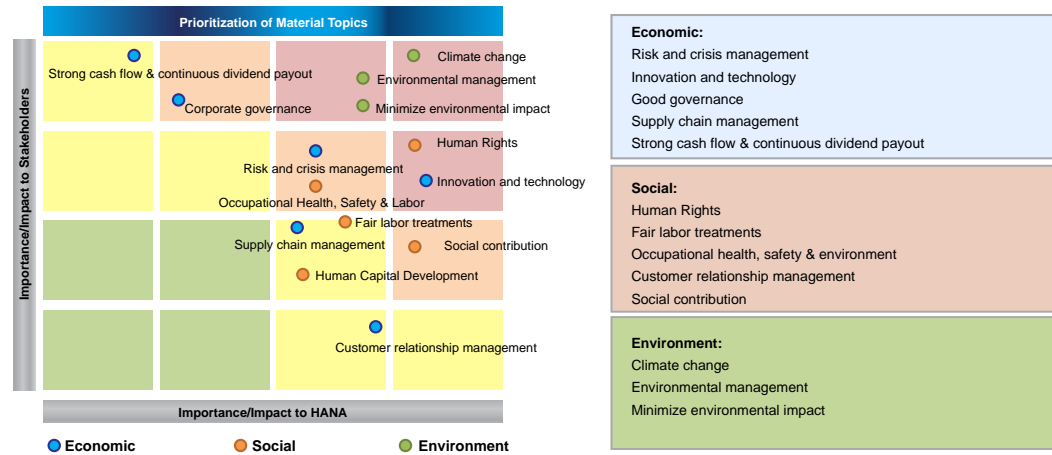 Prioritization of Material Topics
Importance/Impact to Stakeholders
Climate change
Strong cash flow & continuous dividend payout
Environmental management
Corporate governance
Minimize environmental impact
Human Rights
Risk and crisis management
Innovation and technology
Occupational Health, Safety & Labor
Fair labor treatments
Supply chain management
Social contribution
Human Capital Development
Customer relationship management
Importance/Impact to HANA
Economic
Social
Environment
Economic:
Risk and crisis management
Innovation and technology
Good governance
Supply chain management
Strong cash flow & continuous dividend payout
Social:
Human Rights
Fair labor treatments
Occupational health, safety & environment
Customer relationship management
Social contribution
Environment:
Climate change
Environmental management
Minimize environmental impact